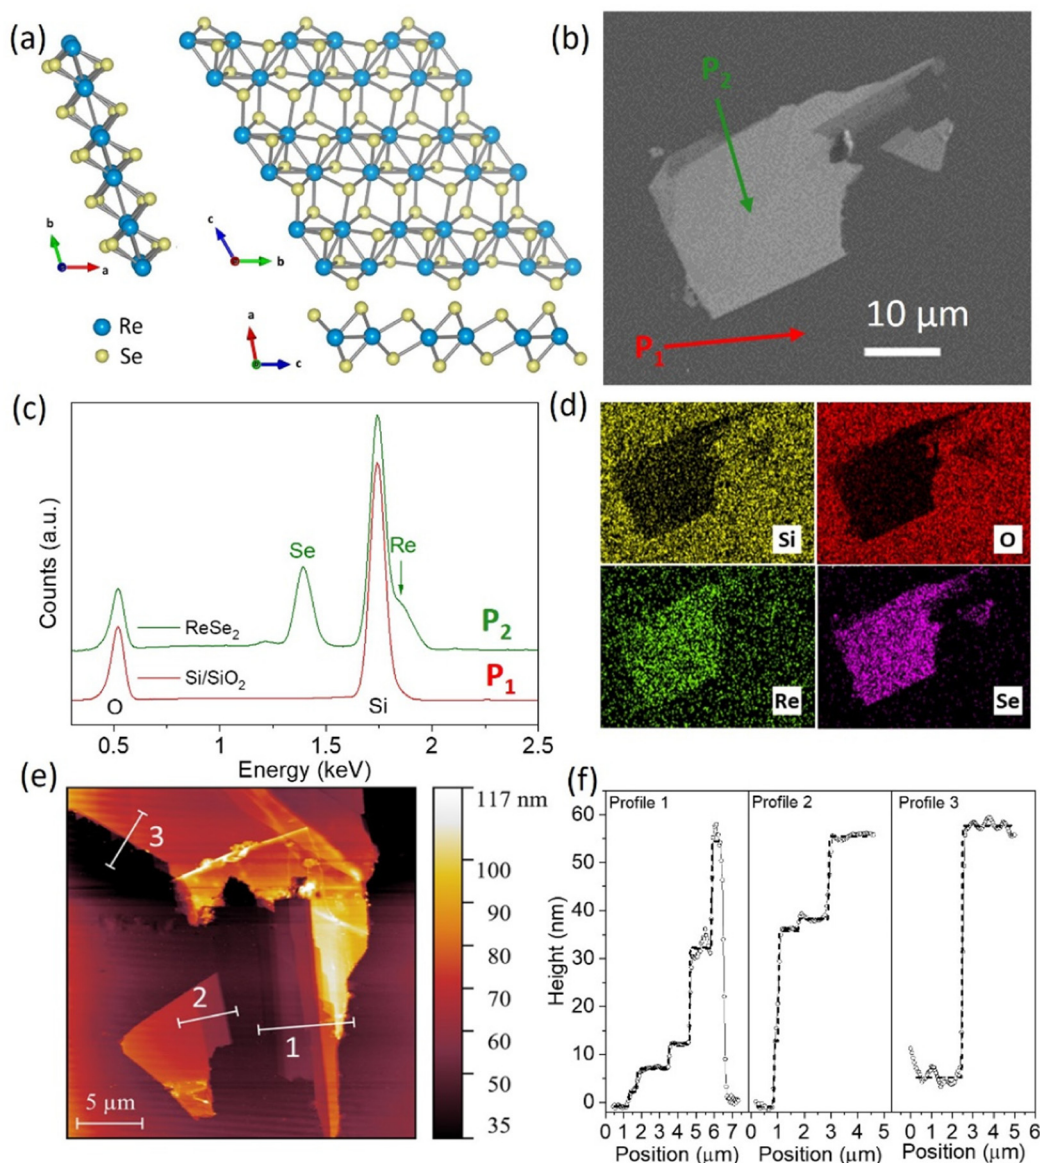 (a)
b
a
c
b
Re
Se
a
c
(b)
P2
P1
10 µm
(c)
Counts (a.u.)
Se
Re
ReSe2
P2
Si/SiO2
P1
O
Si
0.5
1
1.5
2
2.5
Energy (keV)
(d)
Si
O
Re
Se
(e)
3
2
1
5 µm
117 nm
100
90
80
70
60
50
35
(f)
Profile 1
Profile 2
Profile 3
60
50
40
30
20
10
0
Height (nm)
0 1 2 3 4 5 6 7
0 1 2 3 4 5
0 1 2 3 4 5 6
Position (µm)
Position (µm)
Position (µm)